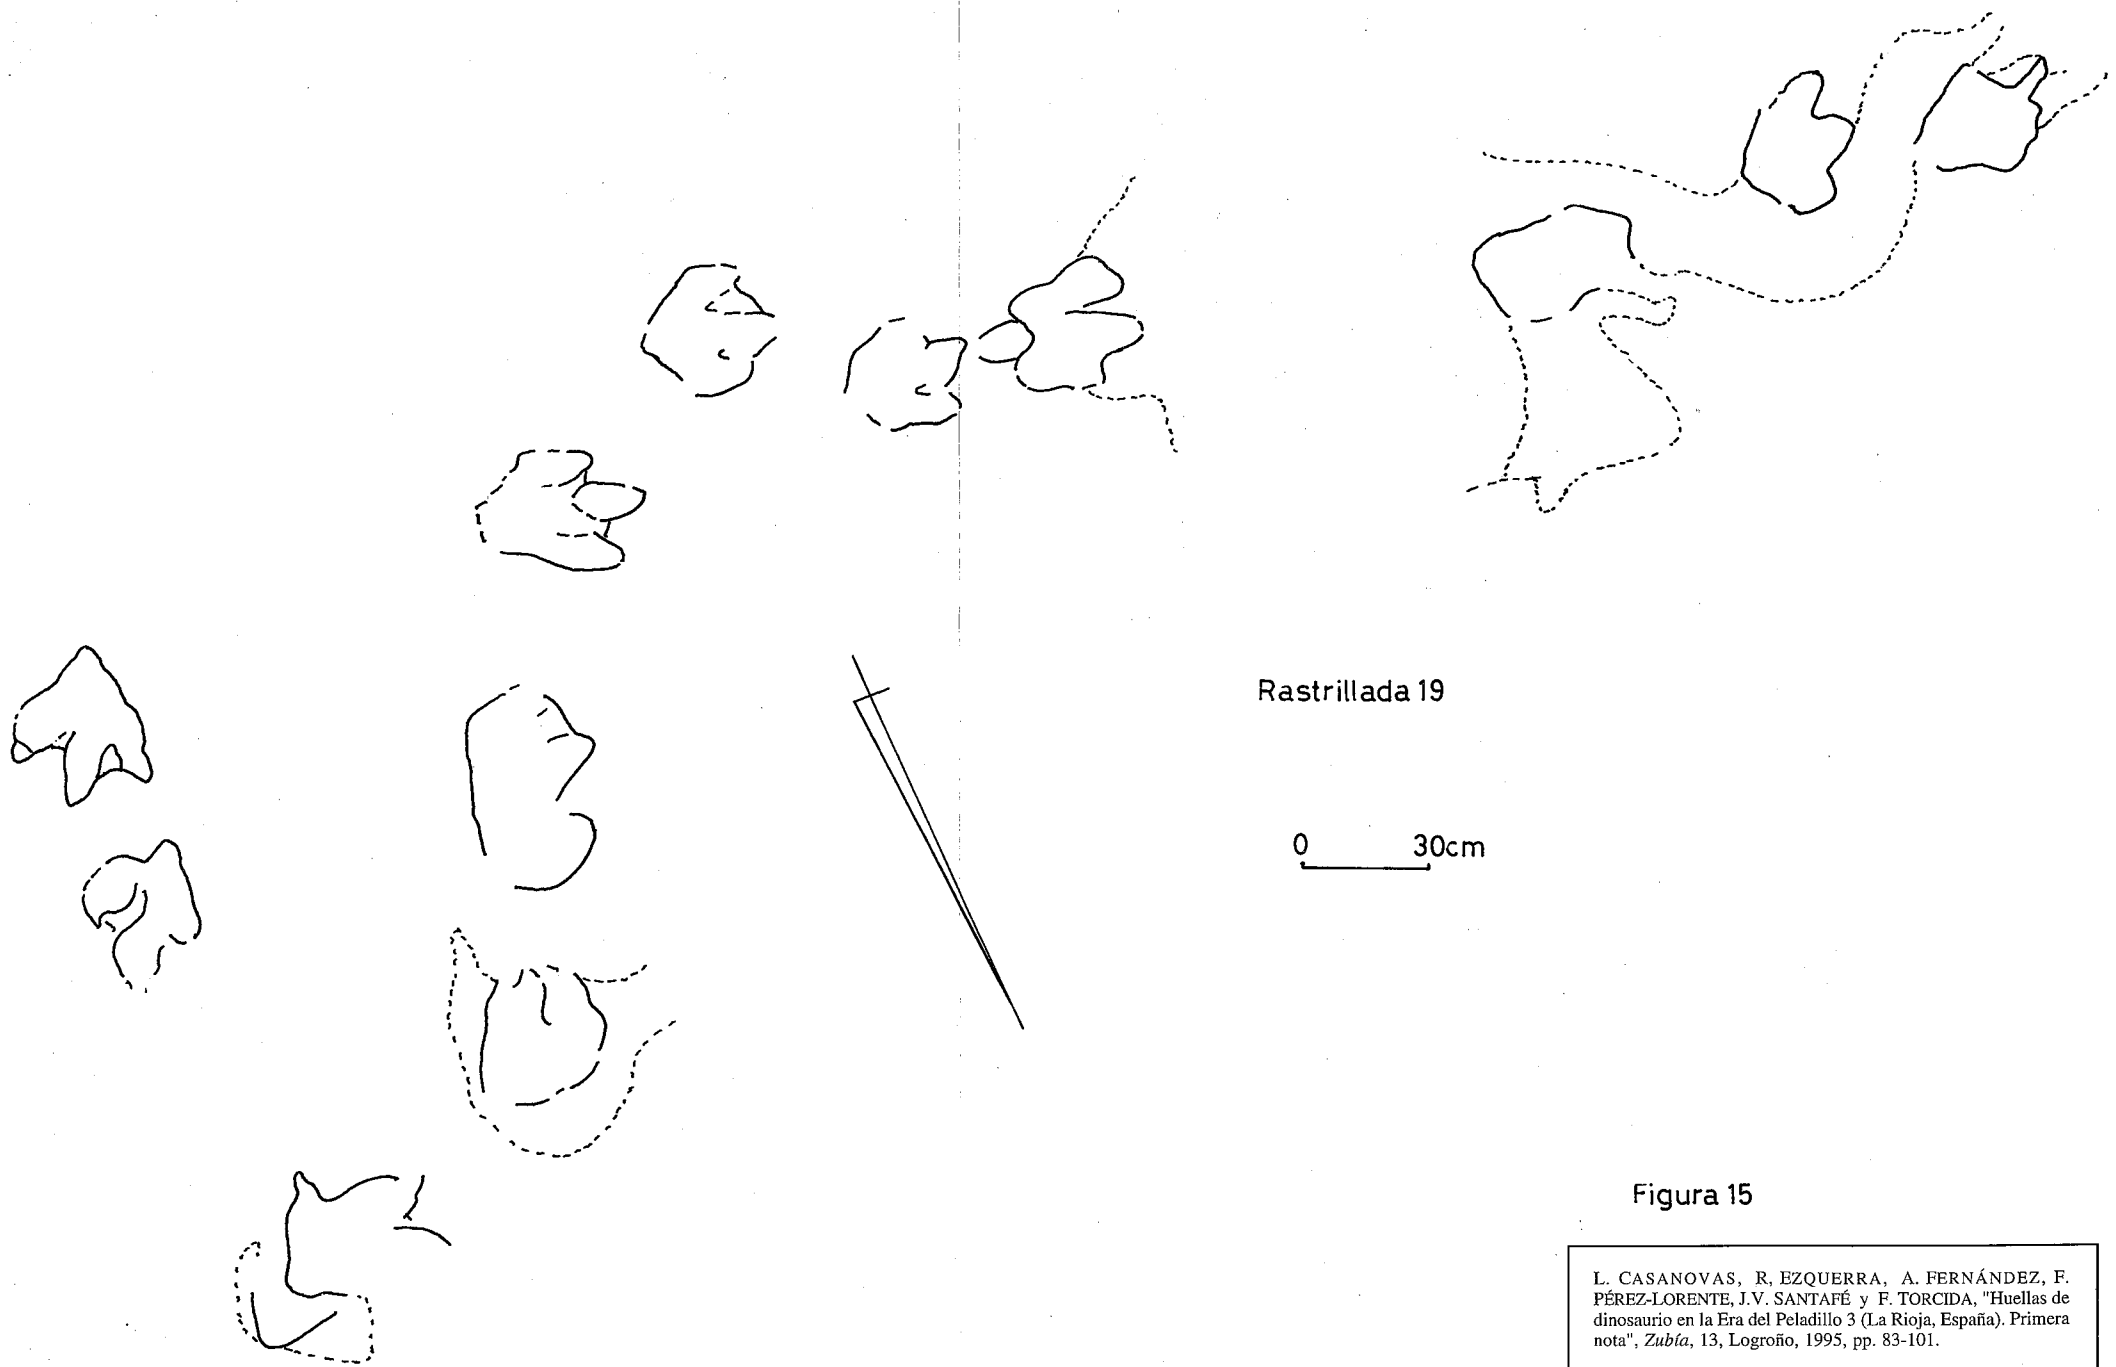 Rastrillada 19
0 30cm
Figura 15
L. CASANOVAS, R, EZQUERRA, A. FERNÁNDEZ, F.
PÉREZ-LORENTE, J.V. SANTAFÉ y F. TORCIDA, "Huellas de
dinosaurio en la Era del Peladillo 3 (La Rioja, España). Primera
nota", Zubía, 13, Logroño, 1995, pp. 83-101.